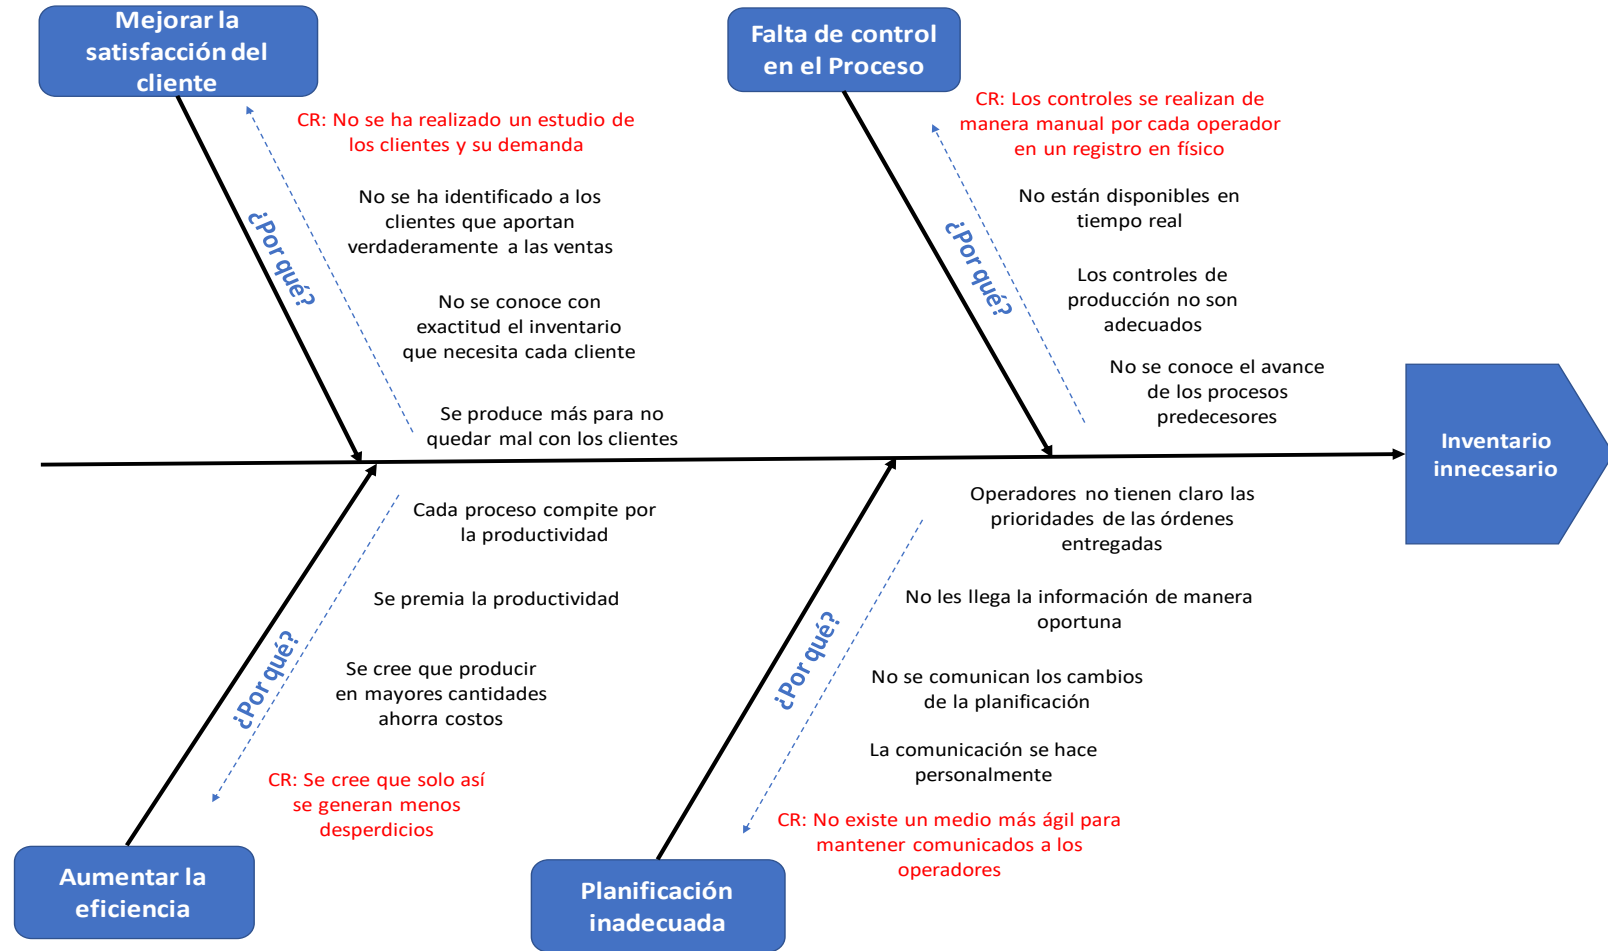 Mejorar la
satisfacción del
cliente
CR: No se ha realizado un estudio de
los clientes y su demanda
No se ha identificado a los
clientes que aportan
verdaderamente a las ventas
No se conoce con
exactitud el inventario
que necesita cada cliente
Se produce más para no
quedar mal con los clientes
¿Por qué?
Falta de control
en el Proceso
CR: Los controles se realizan de
manera manual por cada operador
en un registro en físico
No están disponibles en
tiempo real
Los controles de
producción no son
adecuados
No se conoce el avance
de los procesos
predecesores
¿Por qué?
Inventario
innecesario
Cada proceso compite por
la productividad
Se premia la productividad
Se cree que producir
en mayores cantidades
ahorra costos
CR: Se cree que solo así
se generan menos
desperdicios
¿Por qué?
Aumentar la
eficiencia
Operadores no tienen claro las
prioridades de las órdenes
entregadas
No les llega la información de manera
oportuna
No se comunican los cambios
de la planificación
La comunicación se hace
personalmente
CR: No existe un medio más ágil para
mantener comunicados a los
operadores
¿Por qué?
Planificación
inadecuada